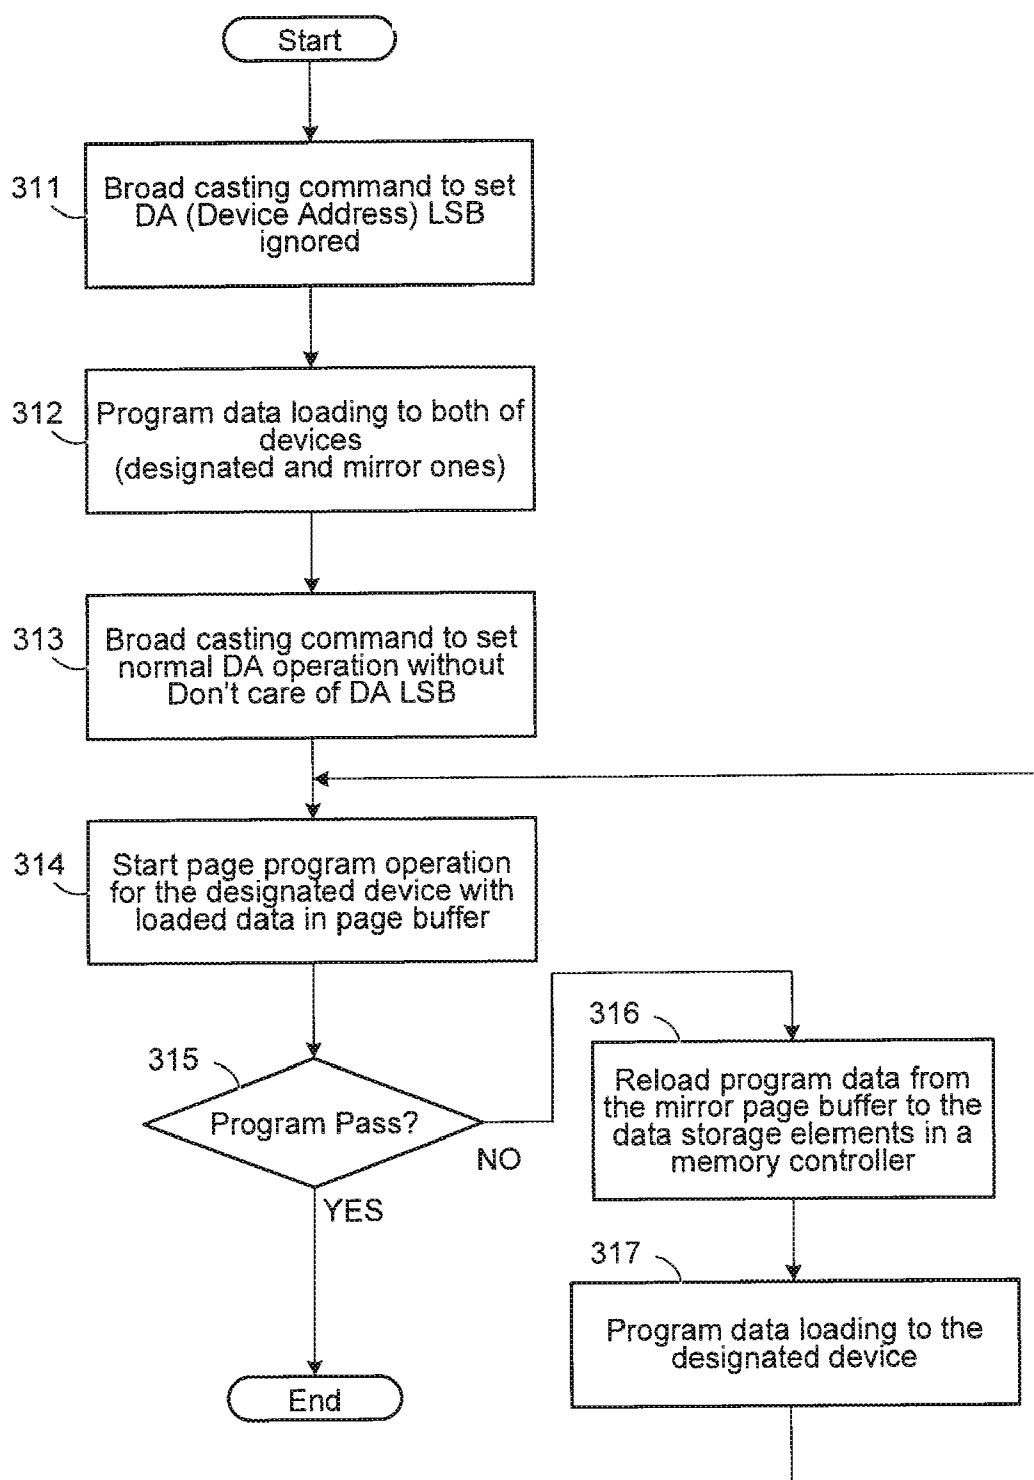 Start
311
Broad casting command to set
DA (Device Address) LSB
ignored
312
Program data loading to both of
devices
(designated and mirror ones)
313
Broad casting command to set
normal DA operation without
Don't care of DA LSB
314
Start page program operation
for the designated device with
loaded data in page buffer
315
Program Pass?
NO
YES
316
Reload program data from
the mirror page buffer to the
data storage elements in a
memory controller
317
Program data loading to the
designated device
End